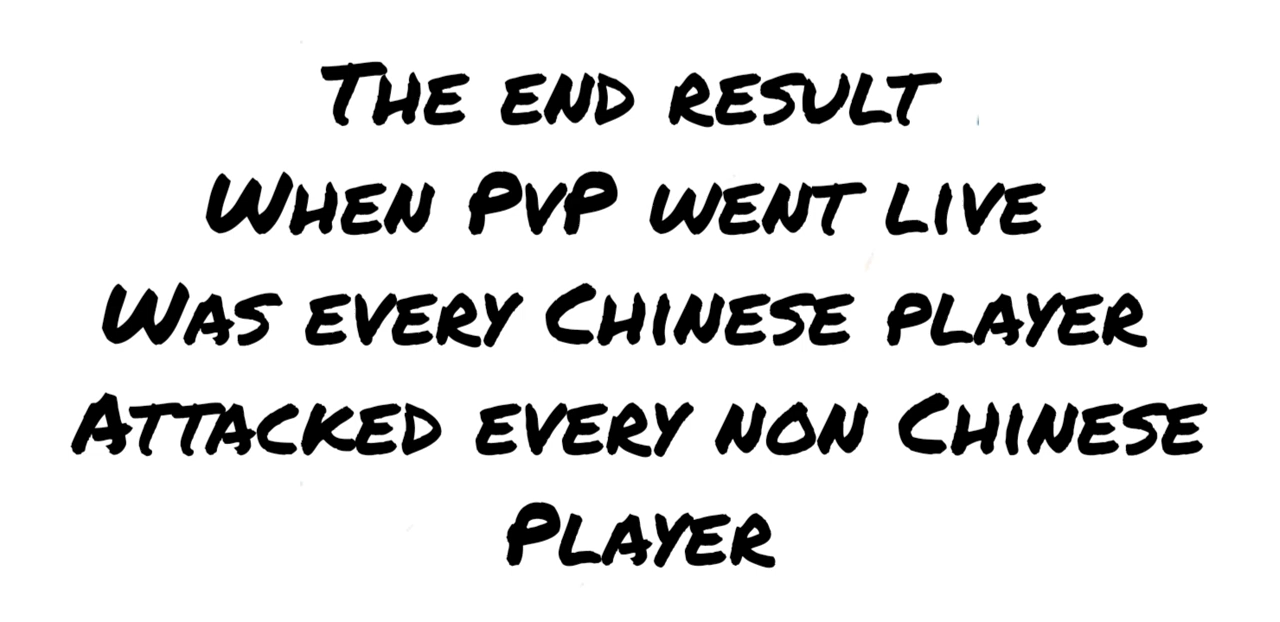 The end result
When PvP went live
Was every Chinese player
Attacked every non Chinese
Player